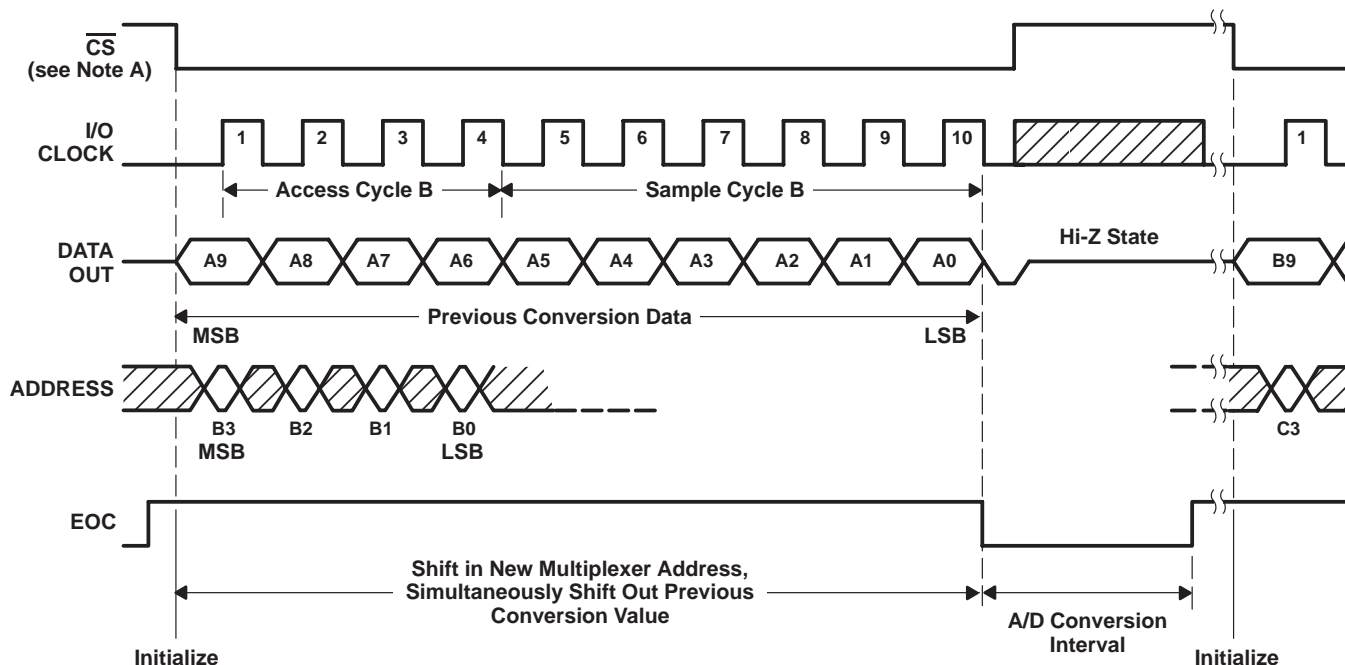 CS
(see Note A)
I/O
CLOCK
1 2 3 4 5 6 7 8 9 10 1
Access Cycle B Sample Cycle B
DATA
OUT
A9 A8 A7 A6 A5 A4 A3 A2 A1 A0 Hi-Z State B9
Previous Conversion Data
MSB LSB
ADDRESS
B3 B2 B1 B0 C3
MSB LSB
EOC
Shift in New Multiplexer Address,
Simultaneously Shift Out Previous
Conversion Value
A/D Conversion
Interval
Initialize Initialize